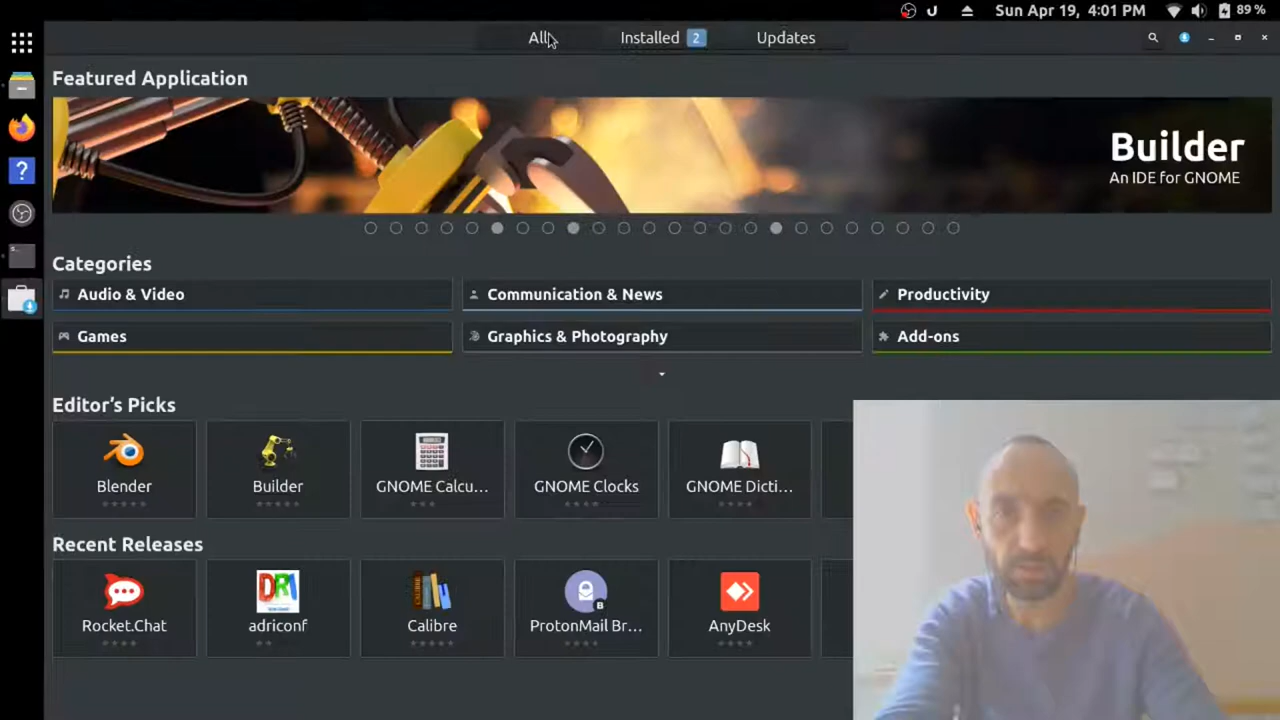 Sun Apr 19, 4:01 PM
89 %
All
Installed 2
Updates
Featured Application
Builder
An IDE for GNOME
Categories
Audio & Video
Communication & News
Productivity
Games
Graphics & Photography
Add-ons
Editor's Picks
Blender
Builder
GNOME Calcu...
GNOME Clocks
GNOME Dicti...
Recent Releases
Rocket.Chat
adriconf
Calibre
ProtonMail Br...
AnyDesk